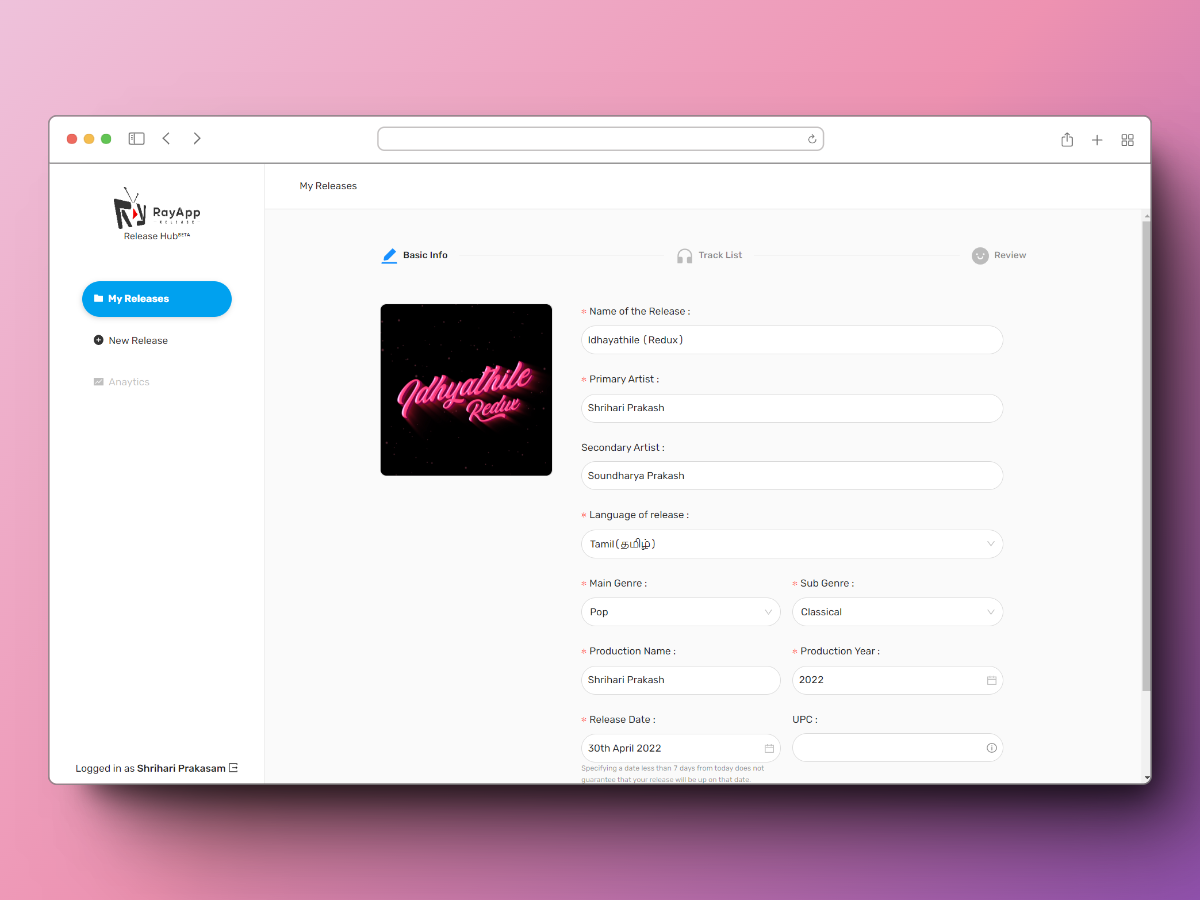 RayApp
RELEASE
Release Hub BETA
My Releases
New Release
Anaytics
Logged in as Shrihari Prakasam
My Releases
Basic Info
Track List
Review
Idhyathile
Redux
* Name of the Release :
Idhayathile (Redux)
* Primary Artist :
Shrihari Prakash
Secondary Artist :
Soundharya Prakash
* Language of release :
Tamil(தமிழ்)
* Main Genre :
* Sub Genre :
Pop
Classical
* Production Name :
* Production Year :
Shrihari Prakash
2022
* Release Date :
UPC :
30th April 2022
Specifying a date less than 7 days from today does not
guarantee that your release will be up on that date.